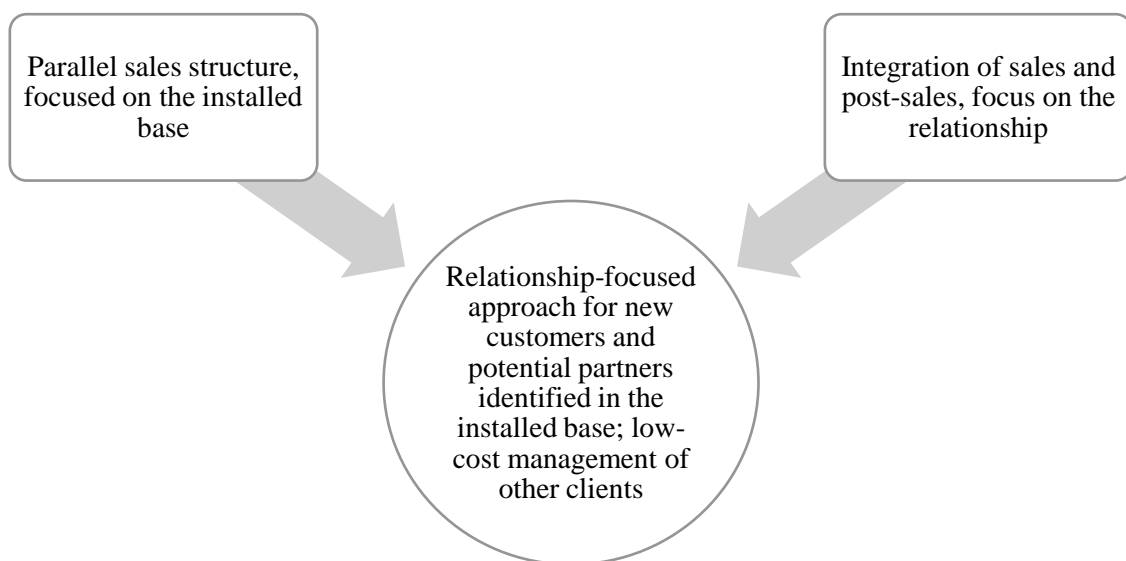 Parallel sales structure,
focused on the installed
base
Integration of sales and
post-sales, focus on the
relationship
Relationship-focused
approach for new
customers and
potential partners
identified in the
installed base; low-
cost management of
other clients